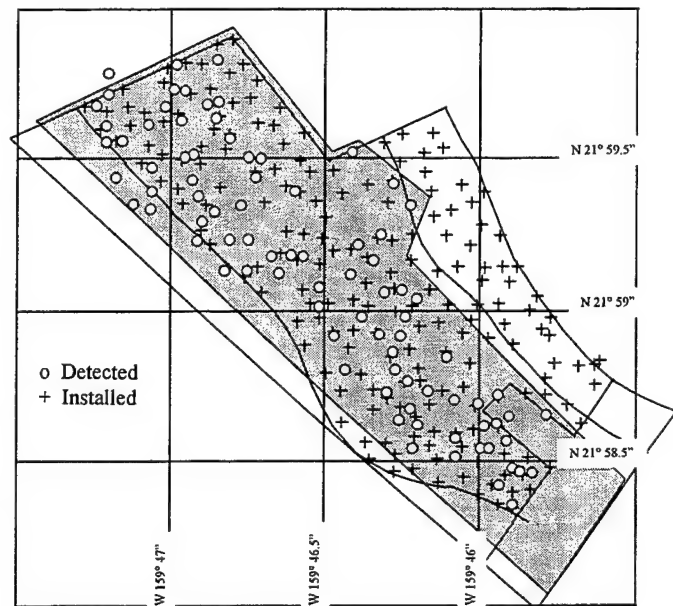 N 21° 59.5"
N 21° 59"
o Detected
+ Installed
N 21° 58.5"
W 159° 47"
W 159° 46.5"
W 159° 46"